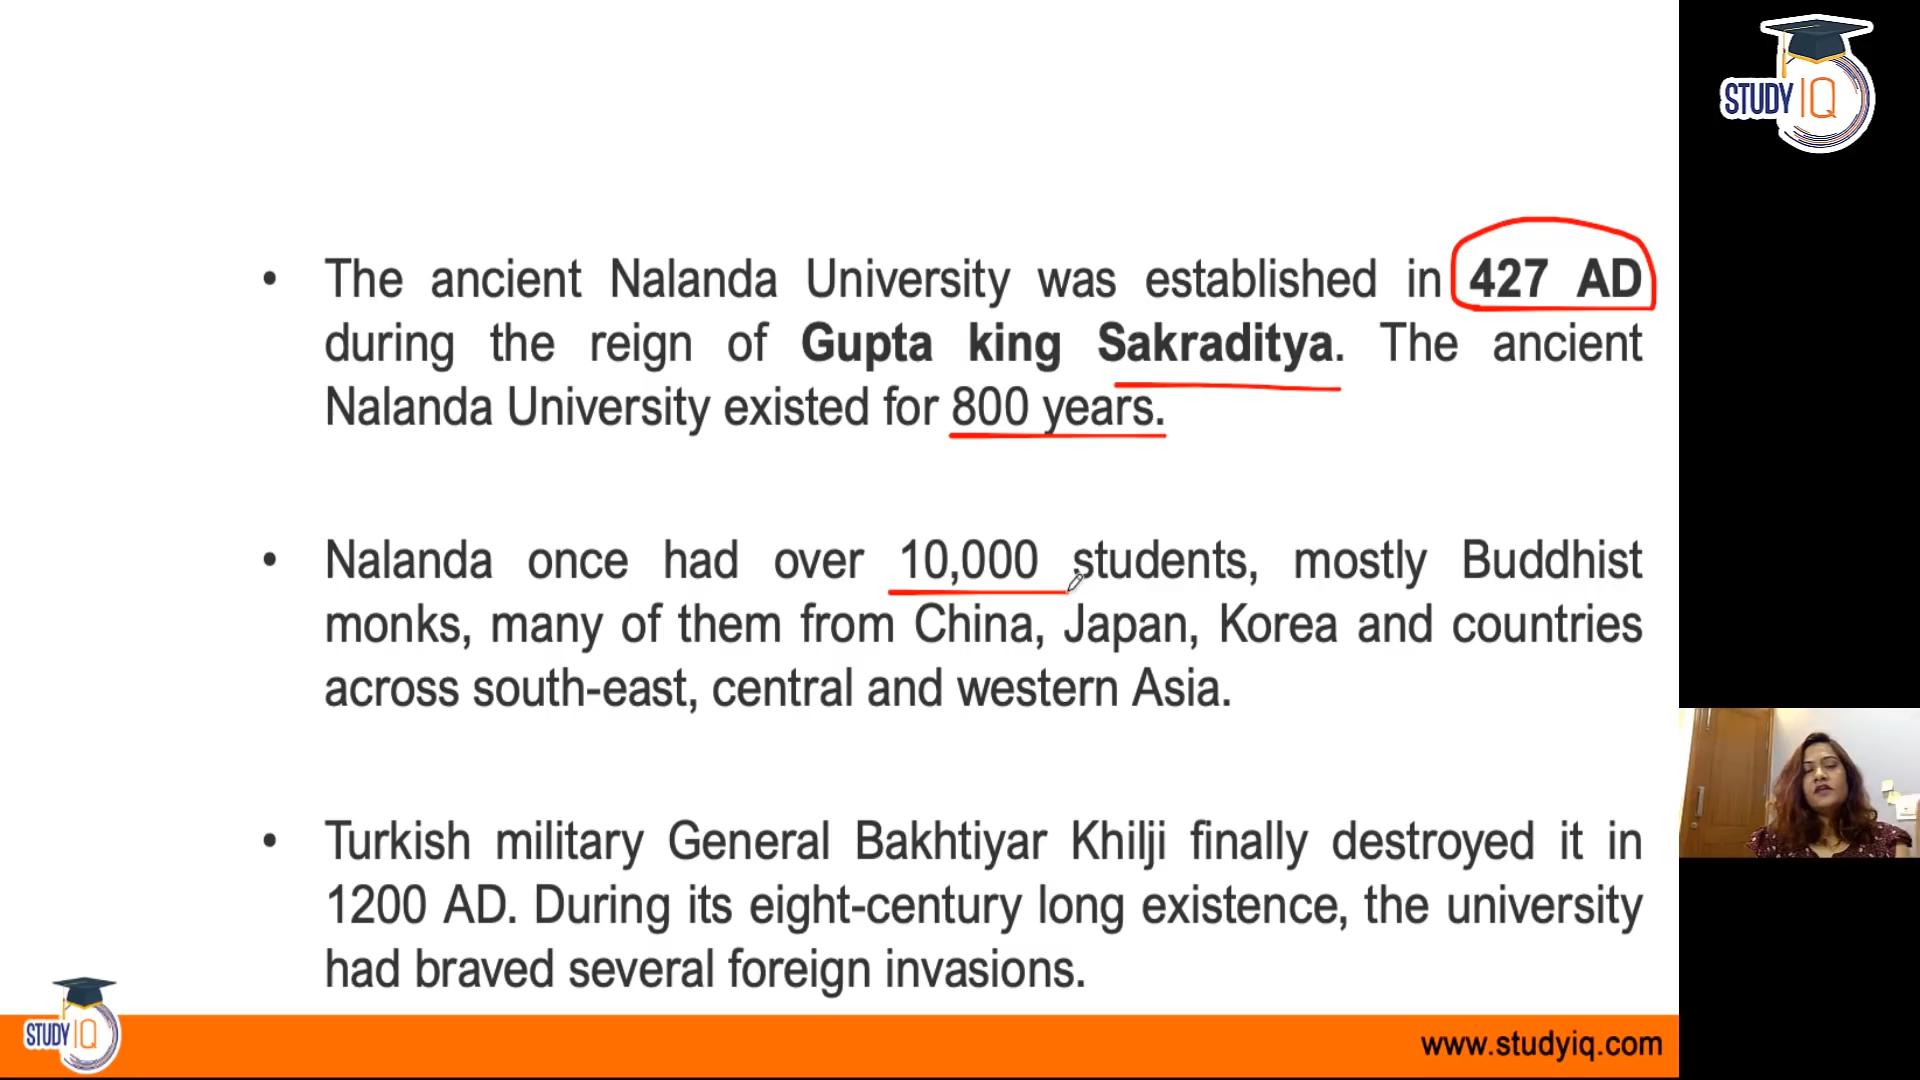 STUDY IQ
• The ancient Nalanda University was established in 427 AD
during the reign of Gupta king Sakraditya. The ancient
Nalanda University existed for 800 years.
• Nalanda once had over 10,000 students, mostly Buddhist
monks, many of them from China, Japan, Korea and countries
across south-east, central and western Asia.
• Turkish military General Bakhtiyar Khilji finally destroyed it in
1200 AD. During its eight-century long existence, the university
had braved several foreign invasions.
STUDY IQ
www.studyiq.com